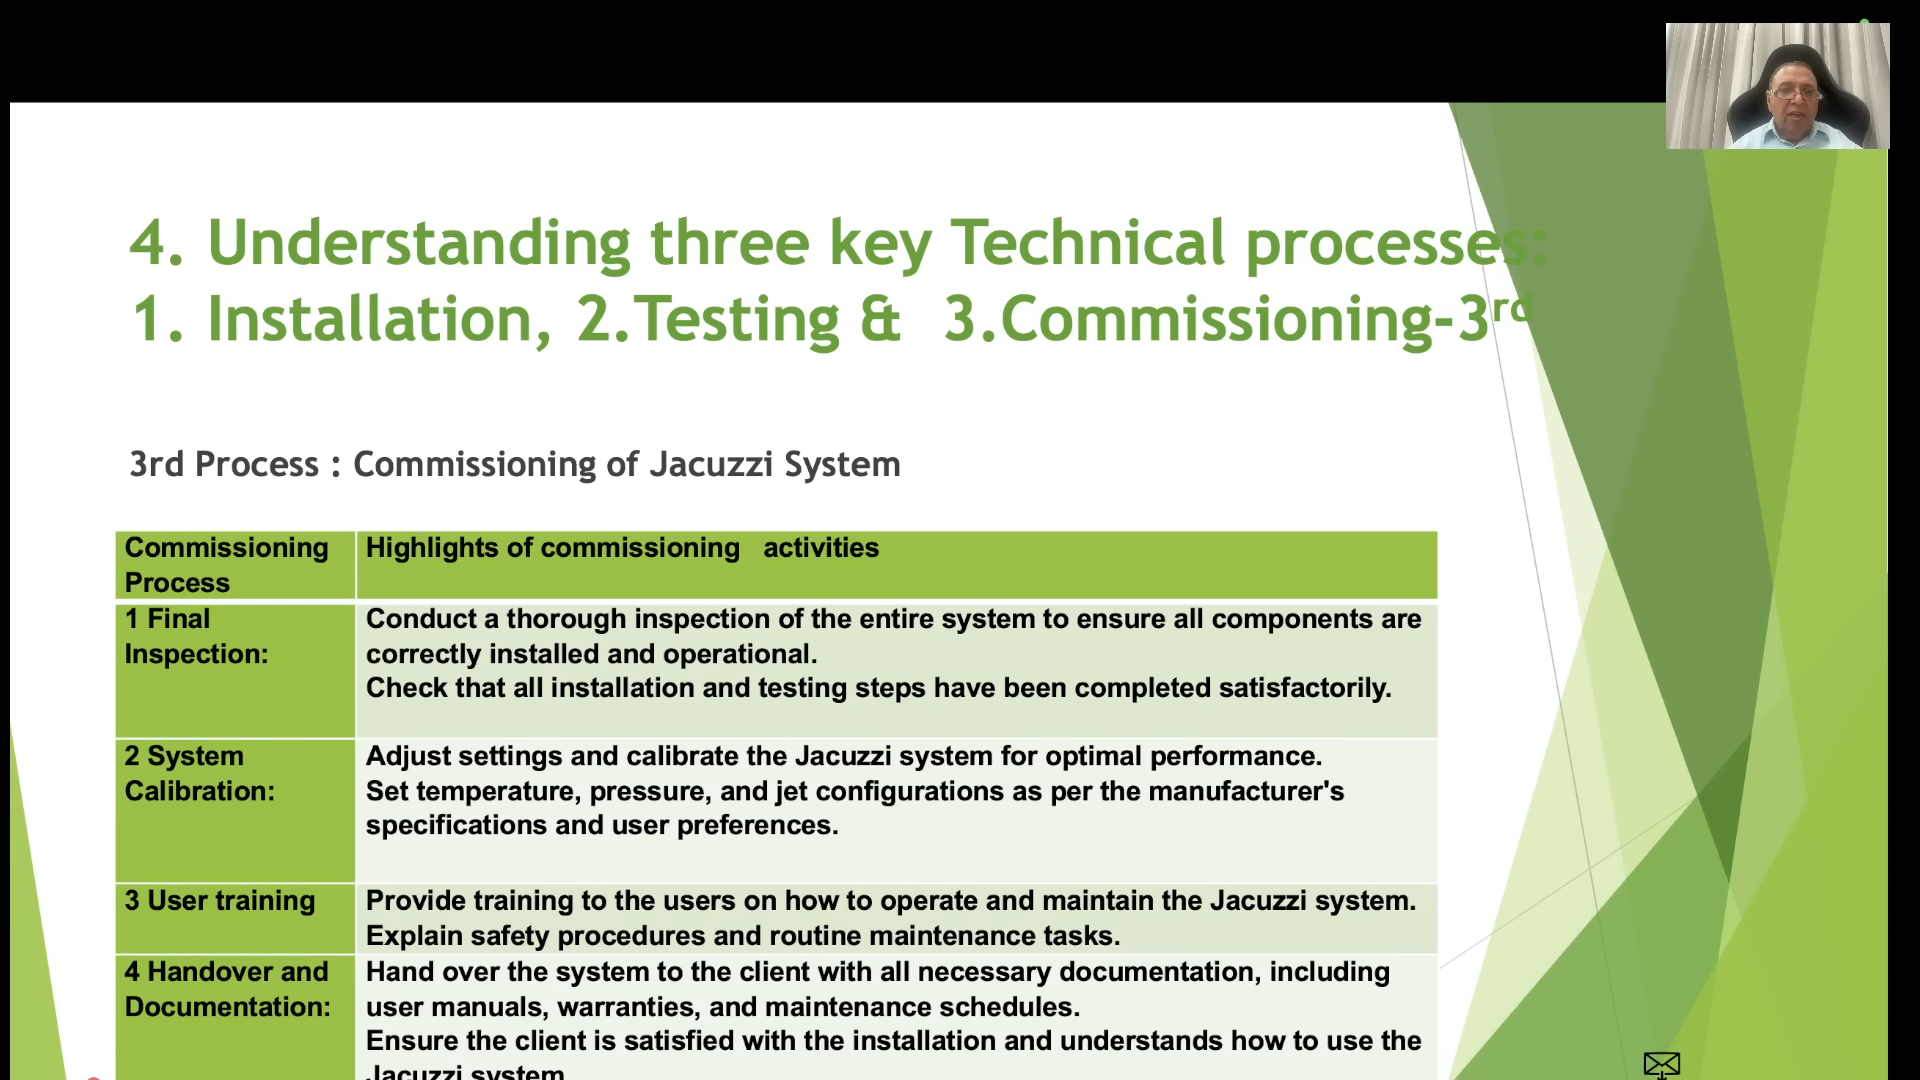 4. Understanding three key Technical processes:
1. Installation, 2.Testing & 3.Commissioning-3rd
3rd Process : Commissioning of Jacuzzi System
Commissioning
Process
Highlights of commissioning activities
1 Final
Inspection:
Conduct a thorough inspection of the entire system to ensure all components are
correctly installed and operational.
Check that all installation and testing steps have been completed satisfactorily.
2 System
Calibration:
Adjust settings and calibrate the Jacuzzi system for optimal performance.
Set temperature, pressure, and jet configurations as per the manufacturer's
specifications and user preferences.
3 User training
Provide training to the users on how to operate and maintain the Jacuzzi system.
Explain safety procedures and routine maintenance tasks.
4 Handover and
Documentation:
Hand over the system to the client with all necessary documentation, including
user manuals, warranties, and maintenance schedules.
Ensure the client is satisfied with the installation and understands how to use the
Jacuzzi system